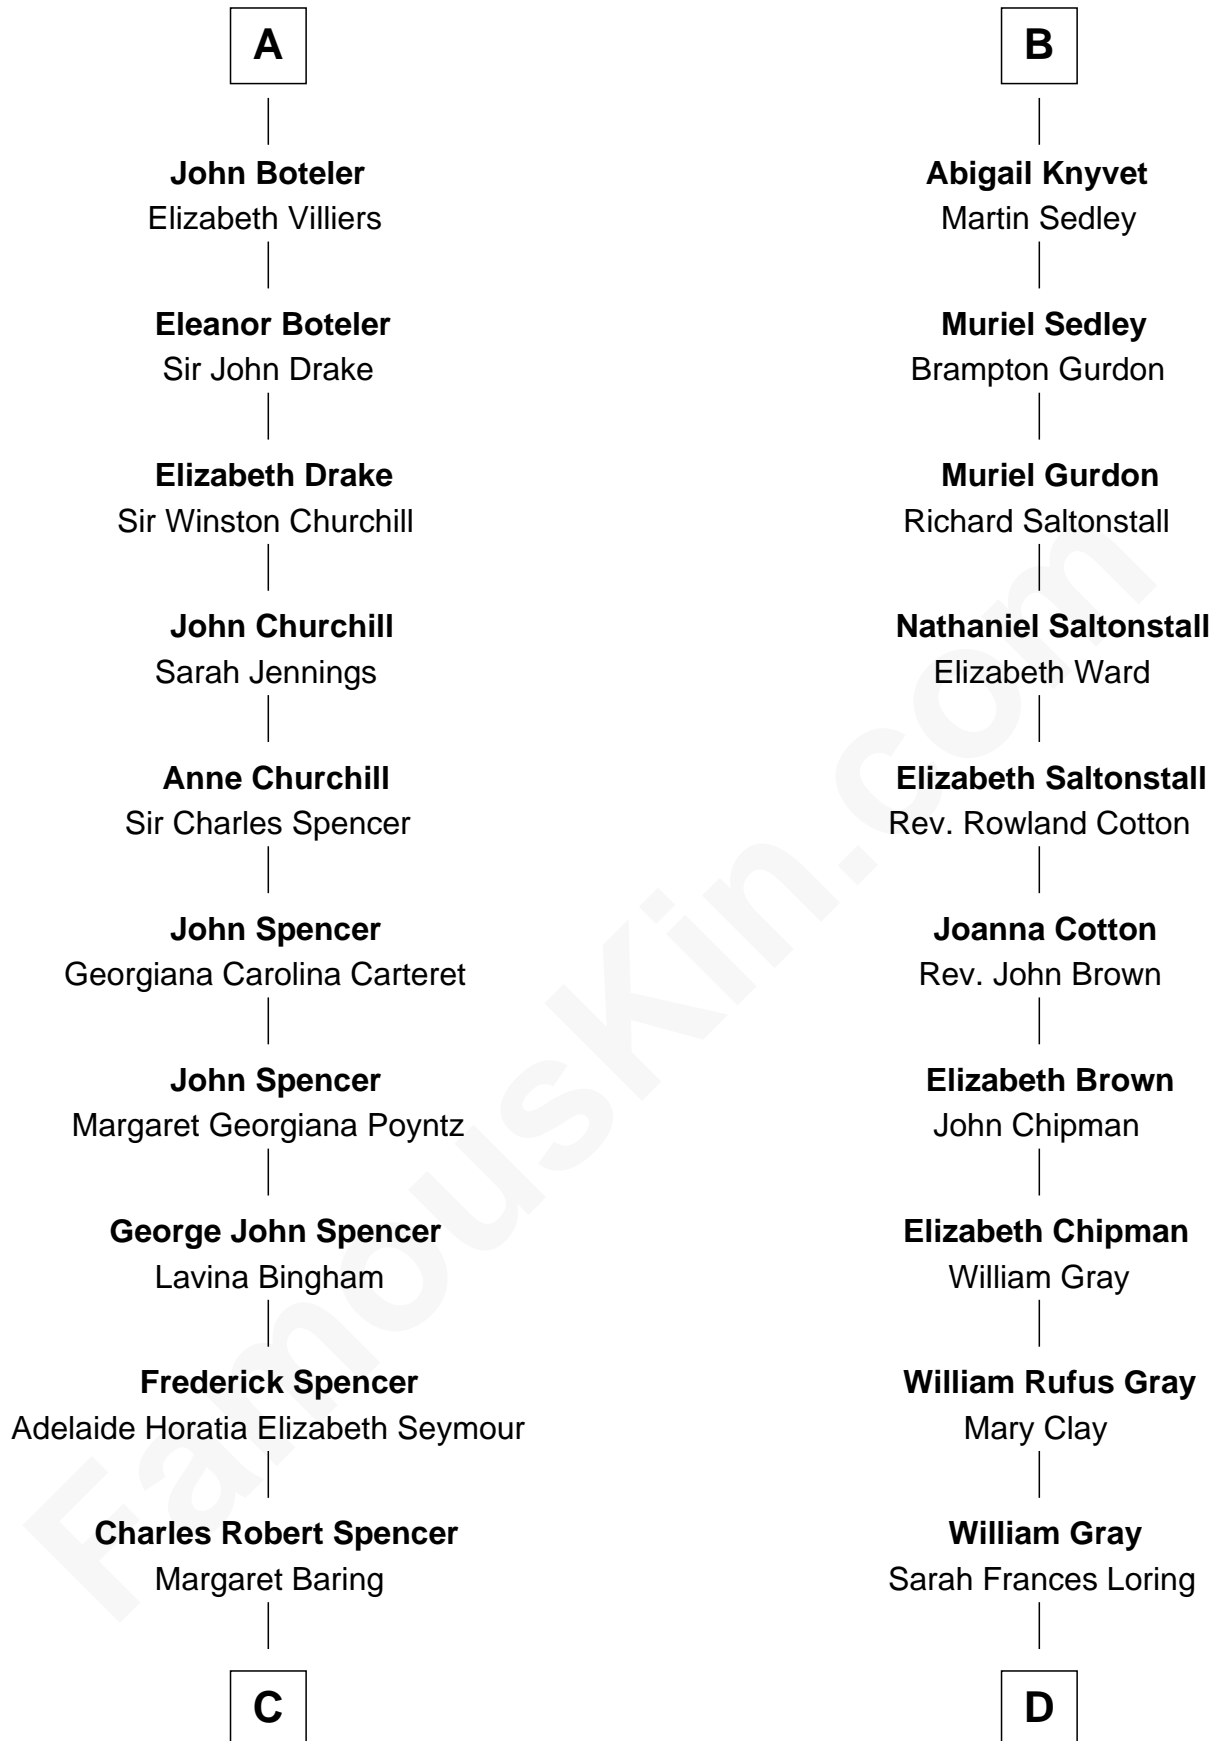 A
John Boteler
Elizabeth Villiers
Eleanor Boteler
Sir John Drake
Elizabeth Drake
Sir Winston Churchill
John Churchill
Sarah Jennings
Anne Churchill
Sir Charles Spencer
John Spencer
Georgiana Carolina Carteret
John Spencer
Margaret Georgiana Poyntz
George John Spencer
Lavina Bingham
Frederick Spencer
Adelaide Horatia Elizabeth Seymour
Charles Robert Spencer
Margaret Baring
C
B
Abigail Knyvet
Martin Sedley
Muriel Sedley
Brampton Gurdon
Muriel Gurdon
Richard Saltonstall
Nathaniel Saltonstall
Elizabeth Ward
Elizabeth Saltonstall
Rev. Rowland Cotton
Joanna Cotton
Rev. John Brown
Elizabeth Brown
John Chipman
Elizabeth Chipman
William Gray
William Rufus Gray
Mary Clay
William Gray
Sarah Frances Loring
D
FamousKin.com